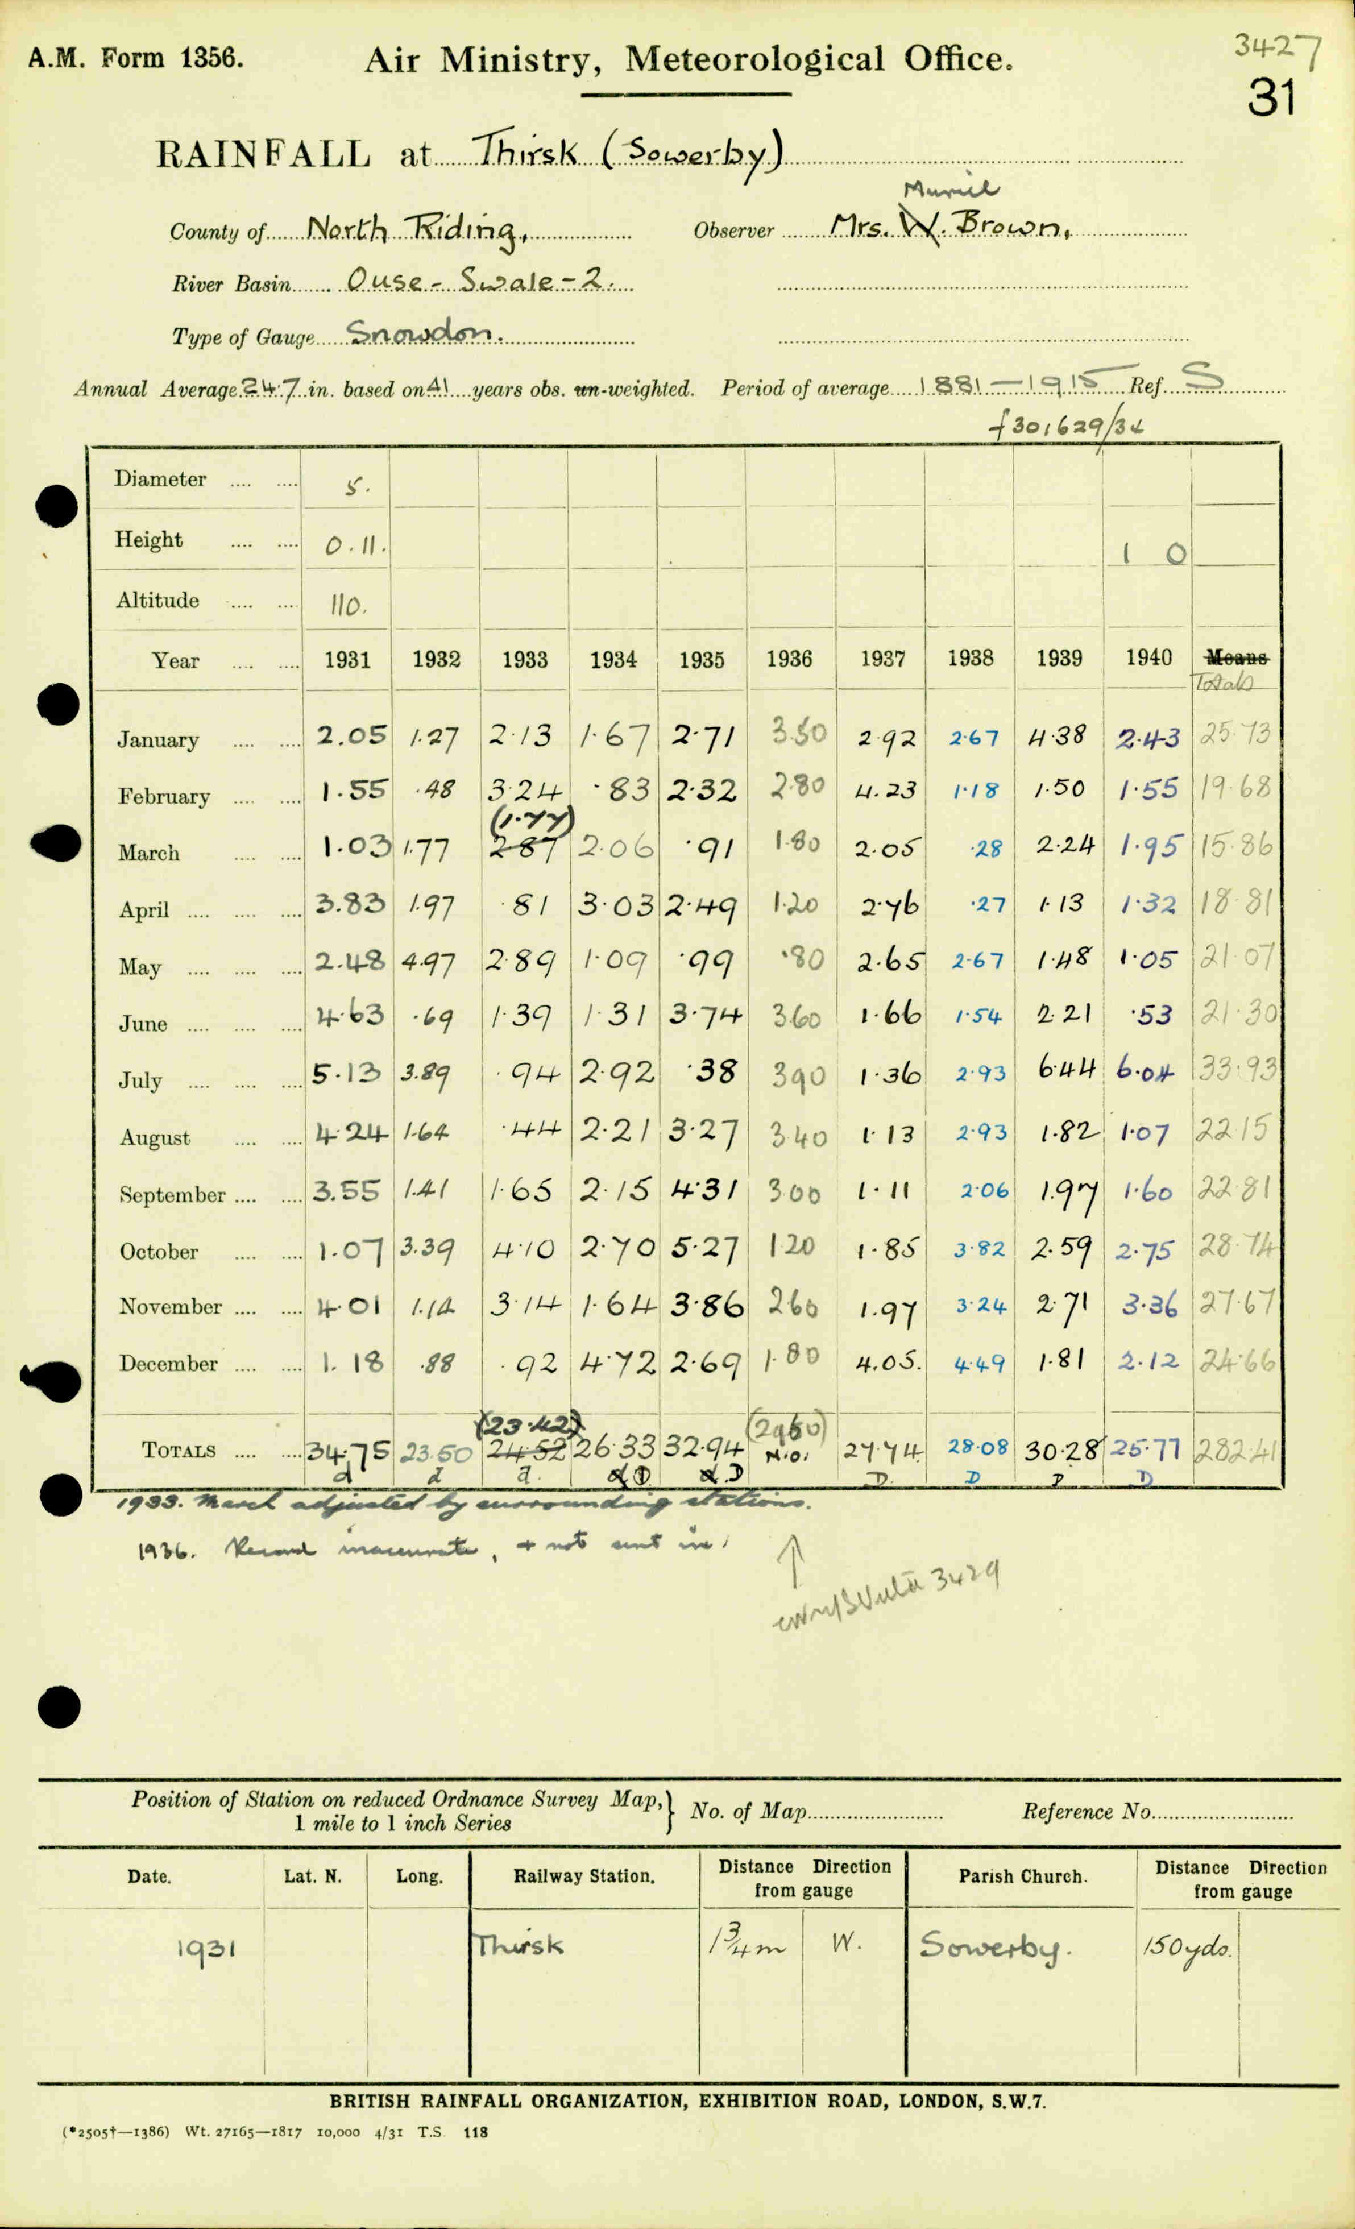 3427
A.M. Form 1356. Air Ministry, Meteorological Office.
31
RAINFALL at Thirsk (Sowerby)
Muriel
County of North Riding, Observer Mrs. W. Brown,
River Basin Ouse - Swale - 2.
Type of Gauge Snowdon.
Annual Average 24.7 in. based on 41 years obs. un-weighted. Period of average 1881-1915 Ref. S
f301629/34
Diameter 5.
Height 0.11. 1 0
Altitude 110.
Year 1931 1932 1933 1934 1935 1936 1937 1938 1939 1940 Means
Totals
January 2.05 1.27 2.13 1.67 2.71 3.50 2.92 2.67 4.38 2.43 25.73
February 1.55 .48 3.24 .83 2.32 2.80 4.23 1.18 1.50 1.55 19.68
(1.77)
March 1.03 1.77 2.87 2.06 .91 1.80 2.05 .28 2.24 1.95 15.86
April 3.83 1.97 .81 3.03 2.49 1.20 2.76 .27 1.13 1.32 18.81
May 2.48 4.97 2.89 1.09 .99 .80 2.65 2.67 1.48 1.05 21.07
June 4.63 .69 1.39 1.31 3.74 3.60 1.66 1.54 2.21 .53 21.30
July 5.13 3.89 .94 2.92 .38 3.90 1.36 2.93 6.44 6.04 33.93
August 4.24 1.64 .44 2.21 3.27 3.40 1.13 2.93 1.82 1.07 22.15
September 3.55 1.41 1.65 2.15 4.31 3.00 1.11 2.06 1.97 1.60 22.81
October 1.07 3.39 4.10 2.70 5.27 1.20 1.85 3.82 2.59 2.75 28.74
November 4.01 1.14 3.14 1.64 3.86 2.60 1.97 3.24 2.71 3.36 27.67
December 1.18 .88 .92 4.72 2.69 1.80 4.05. 4.49 1.81 2.12 24.66
(23.42) (29.60)
TOTALS 34.75 23.50 24.52 26.33 32.94 N.O. 27.74 28.08 30.28 25.77 282.41
d d d. d D d D D. D D D
1933. March adjusted by surrounding stations.
1936. Record inaccurate, + not sent in.
3429
Position of Station on reduced Ordnance Survey Map, 1 mile to 1 inch Series } No. of Map Reference No.
Date. Lat. N. Long. Railway Station. Distance Direction from gauge Parish Church. Distance Direction from gauge
1931 Thirsk 1 3/4 m W. Sowerby. 150 yds.
BRITISH RAINFALL ORGANIZATION, EXHIBITION ROAD, LONDON, S.W.7.
(*2505†—1386) Wt. 27165—1817 10,000 4/31 T.S. 118